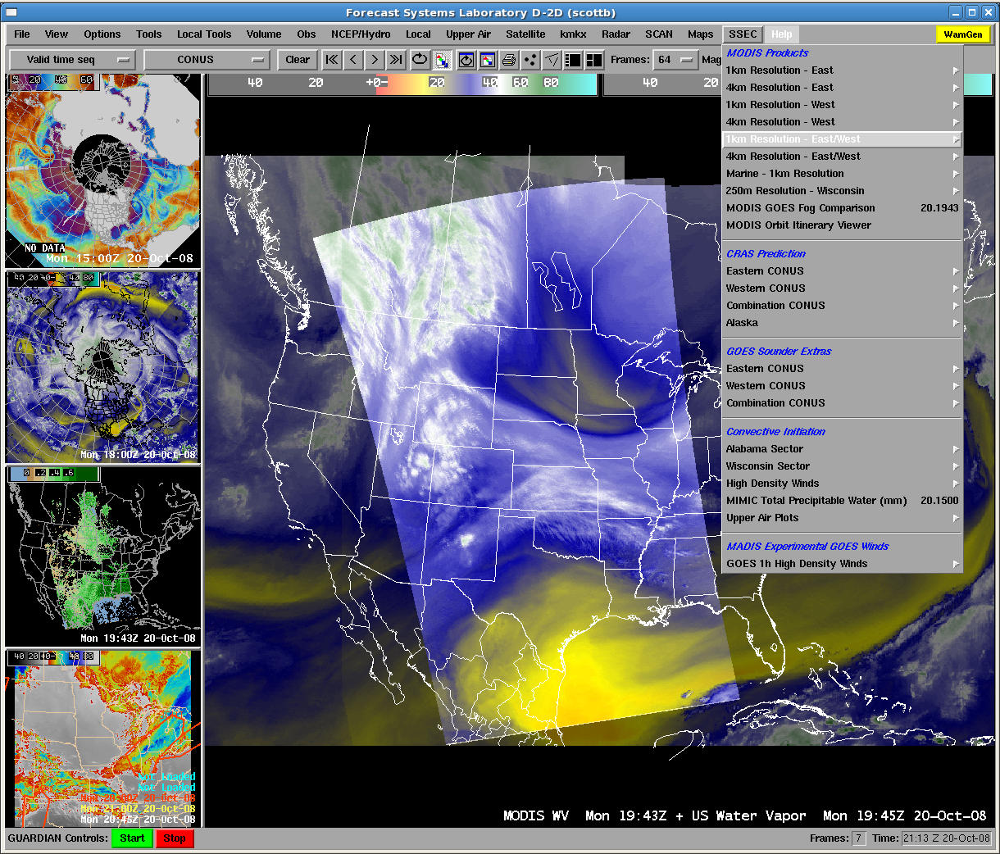 Forecast Systems Laboratory D-2D (scottb)
File View Options Tools Local Tools Volume Obs NCEP/Hydro Local Upper Air Satellite kmkx Radar SCAN Maps SSEC Help WarnGen
Valid time seq CONUS Clear Frames: 64 Mag
MODIS Products
1km Resolution - East
4km Resolution - East
1km Resolution - West
4km Resolution - West
1km Resolution - East/West
4km Resolution - East/West
Marine - 1km Resolution
250m Resolution - Wisconsin
MODIS GOES Fog Comparison 20.1943
MODIS Orbit Itinerary Viewer
CRAS Prediction
Eastern CONUS
Western CONUS
Combination CONUS
Alaska
GOES Sounder Extras
Eastern CONUS
Western CONUS
Combination CONUS
Convective Initiation
Alabama Sector
Wisconsin Sector
High Density Winds
MIMIC Total Precipitable Water (mm) 20.1500
Upper Air Plots
MADIS Experimental GOES Winds
GOES 1h High Density Winds
20 40 60
40 20 +0- 20 40 60 80
40 20
NO DATA
Mon 15:00Z 20-Oct-08
40 20 +0- 40 80
Mon 18:00Z 20-Oct-08
0 .2 .4 .6
Mon 19:43Z 20-Oct-08
40 20 +0- 40 80
Not Loaded
Not Loaded
Mon 20:00Z 20-Oct-08
Mon 21:00Z 20-Oct-08
Mon 20:45Z 20-Oct-08
MODIS WV Mon 19:43Z + US Water Vapor Mon 19:45Z 20-Oct-08
GUARDIAN Controls: Start Stop
Frames: 7 Time: 21:13 Z 20-Oct-08